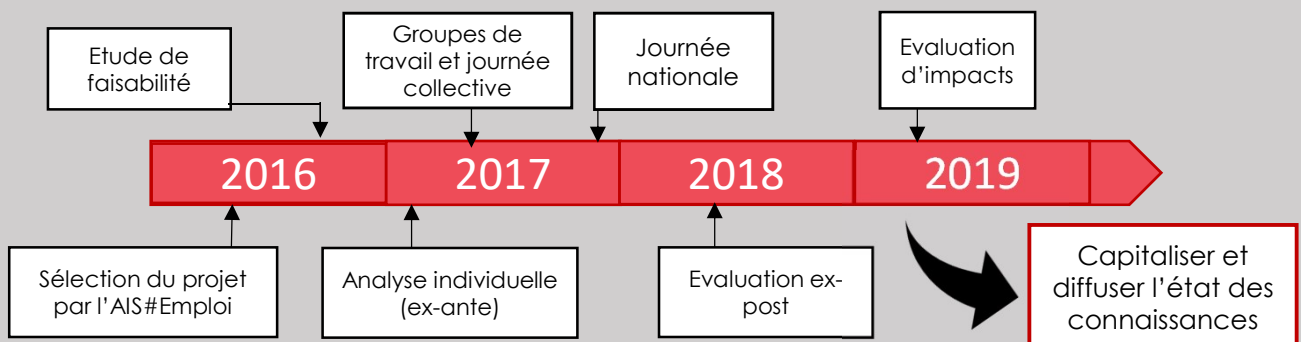 Etude de
faisabilité
Groupes de
travail et journée
collective
Journée
nationale
Evaluation
d'impacts
2016
2017
2018
2019
Sélection du projet
par l'AIS#Emploi
Analyse individuelle
(ex-ante)
Evaluation ex-
post
Capitaliser et
diffuser l'état des
connaissances